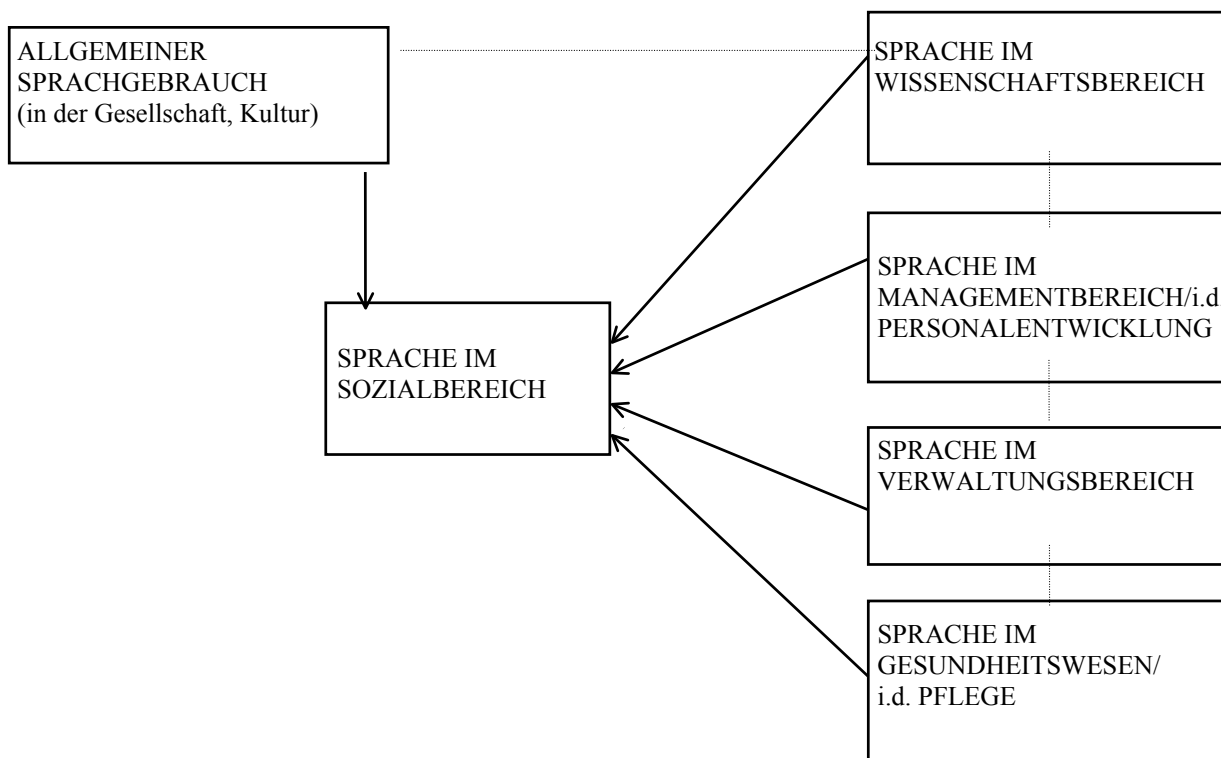 ALLGEMEINER
SPRACHGEBRAUCH
(in der Gesellschaft, Kultur)
SPRACHE IM
WISSENSCHAFTSBEREICH
SPRACHE IM
MANAGEMENTBEREICH/i.d.
PERSONALENTWICKLUNG
SPRACHE IM
SOZIALBEREICH
SPRACHE IM
VERWALTUNGSBEREICH
SPRACHE IM
GESUNDHEITSWESEN/
i.d. PFLEGE